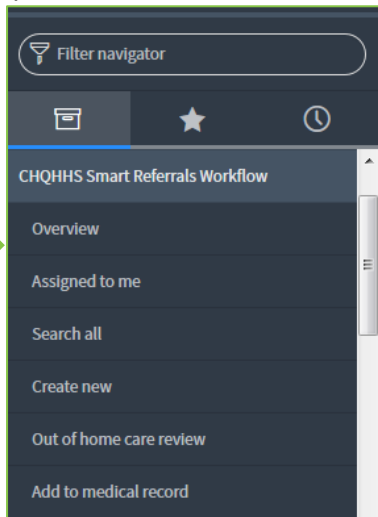 Filter navigator
CHQHHS Smart Referrals Workflow
Overview
Assigned to me
Search all
Create new
Out of home care review
Add to medical record